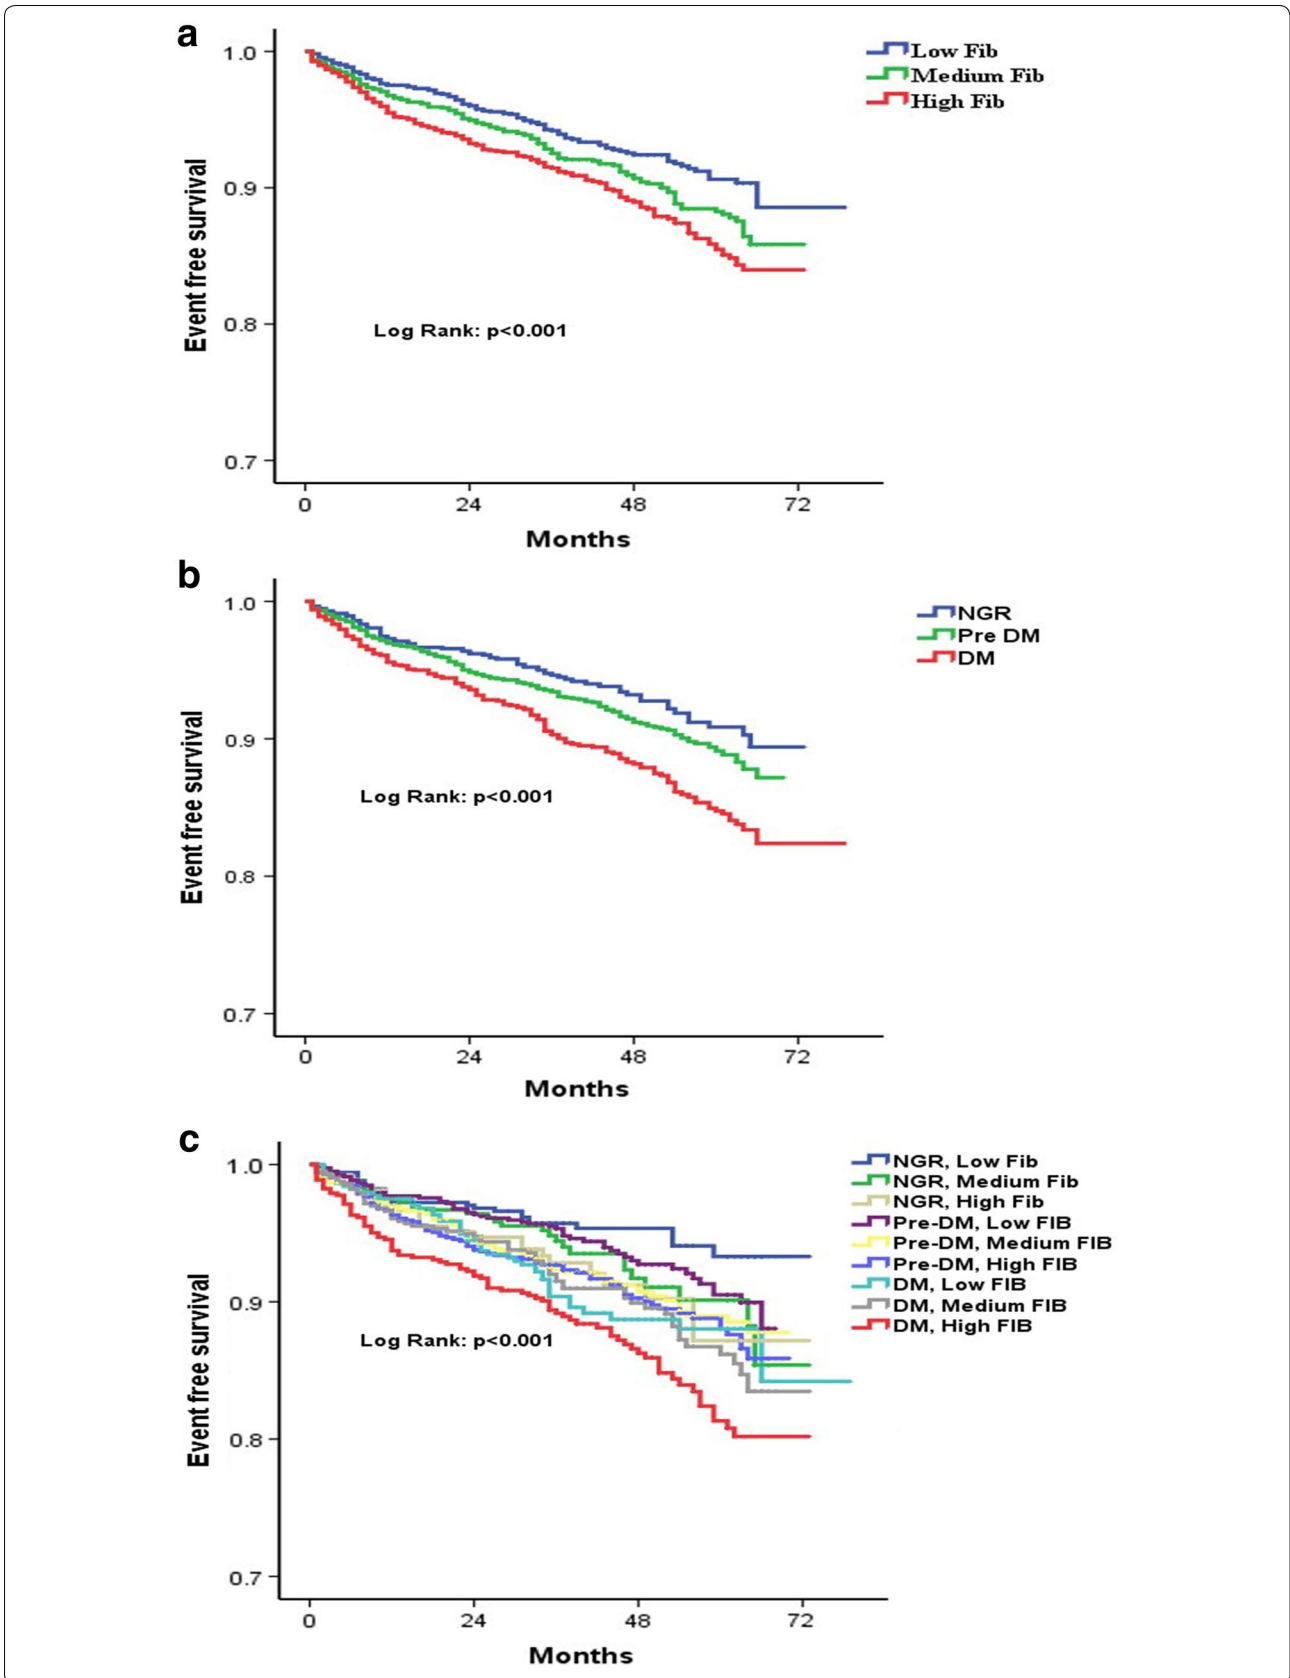 a
1.0
0.9
0.8
0.7
Event free survival
Low Fib
Medium Fib
High Fib
Log Rank: p<0.001
0 24 48 72
Months
b
1.0
0.9
0.8
0.7
Event free survival
NGR
Pre DM
DM
Log Rank: p<0.001
0 24 48 72
Months
c
1.0
0.9
0.8
0.7
Event free survival
NGR, Low Fib
NGR, Medium Fib
NGR, High Fib
Pre-DM, Low FIB
Pre-DM, Medium FIB
Pre-DM, High FIB
DM, Low FIB
DM, Medium FIB
DM, High FIB
Log Rank: p<0.001
0 24 48 72
Months